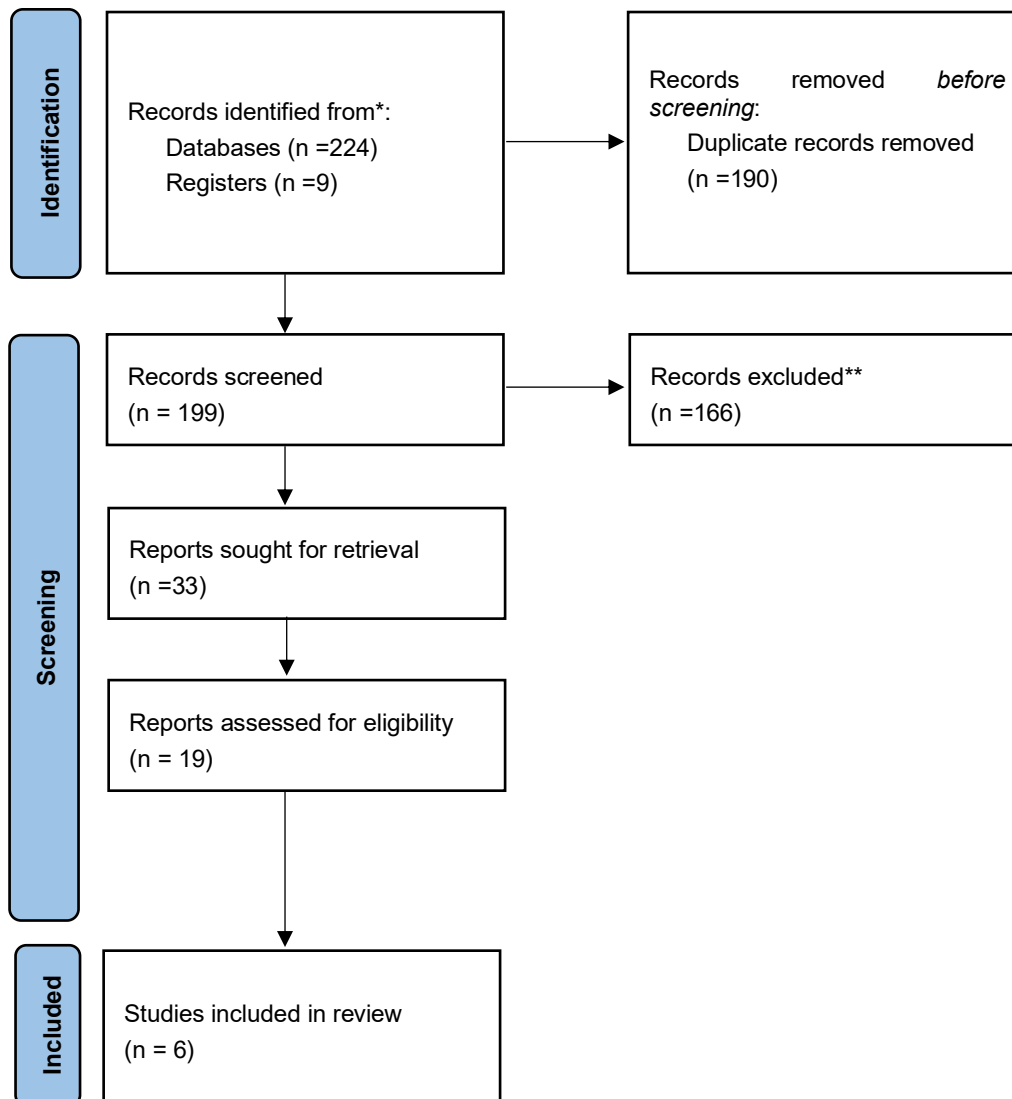 Identification
Records identified from*:
Databases (n =224)
Registers (n =9)
Records removed before
screening:
Duplicate records removed
(n =190)
Screening
Records screened
(n = 199)
Records excluded**
(n =166)
Reports sought for retrieval
(n =33)
Reports assessed for eligibility
(n = 19)
Included
Studies included in review
(n = 6)